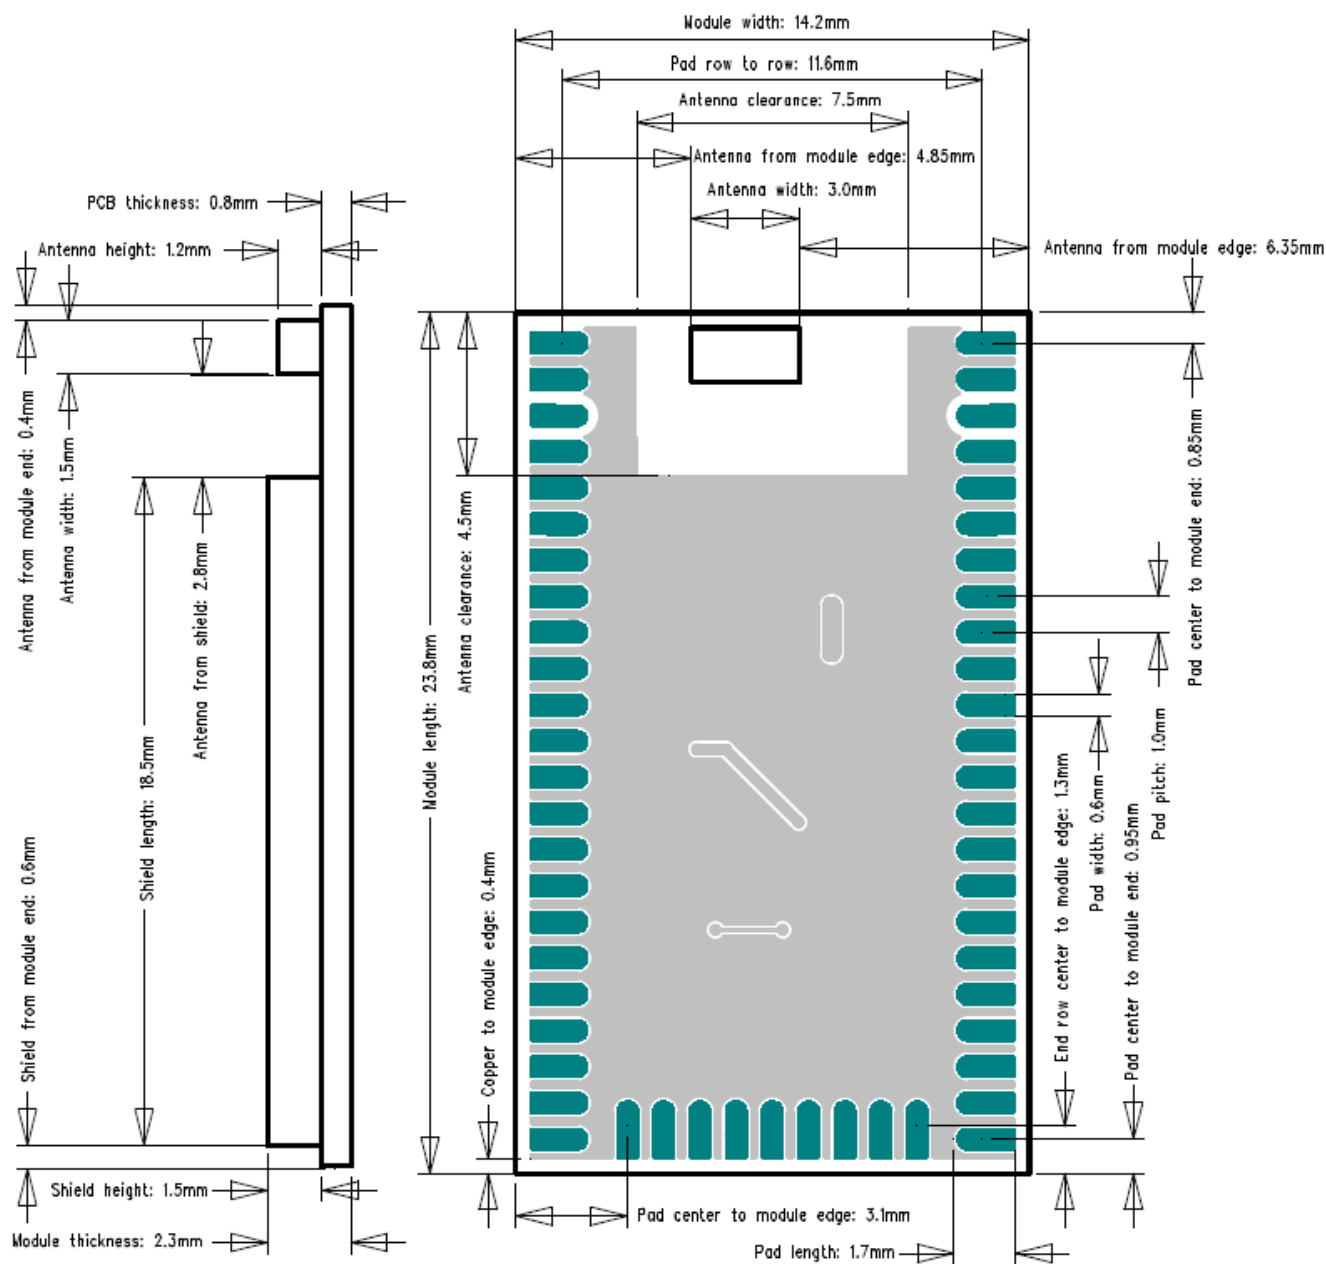 Module width: 14.2mm
Pad row to row: 11.6mm
Antenna clearance: 7.5mm
Antenna from module edge: 4.85mm
Antenna width: 3.0mm
PCB thickness: 0.8mm
Antenna height: 1.2mm
Antenna from module edge: 6.35mm
Antenna from module end: 0.4mm
Antenna width: 1.5mm
Antenna from shield: 2.8mm
Shield length: 18.5mm
Shield from module end: 0.6mm
Module length: 23.8mm
Antenna clearance: 4.5mm
Copper to module edge: 0.4mm
Pad center to module end: 0.85mm
Pad pitch: 1.0mm
Pad width: 0.6mm
End row center to module edge: 1.3mm
Pad center to module end: 0.95mm
Shield height: 1.5mm
Module thickness: 2.3mm
Pad center to module edge: 3.1mm
Pad length: 1.7mm